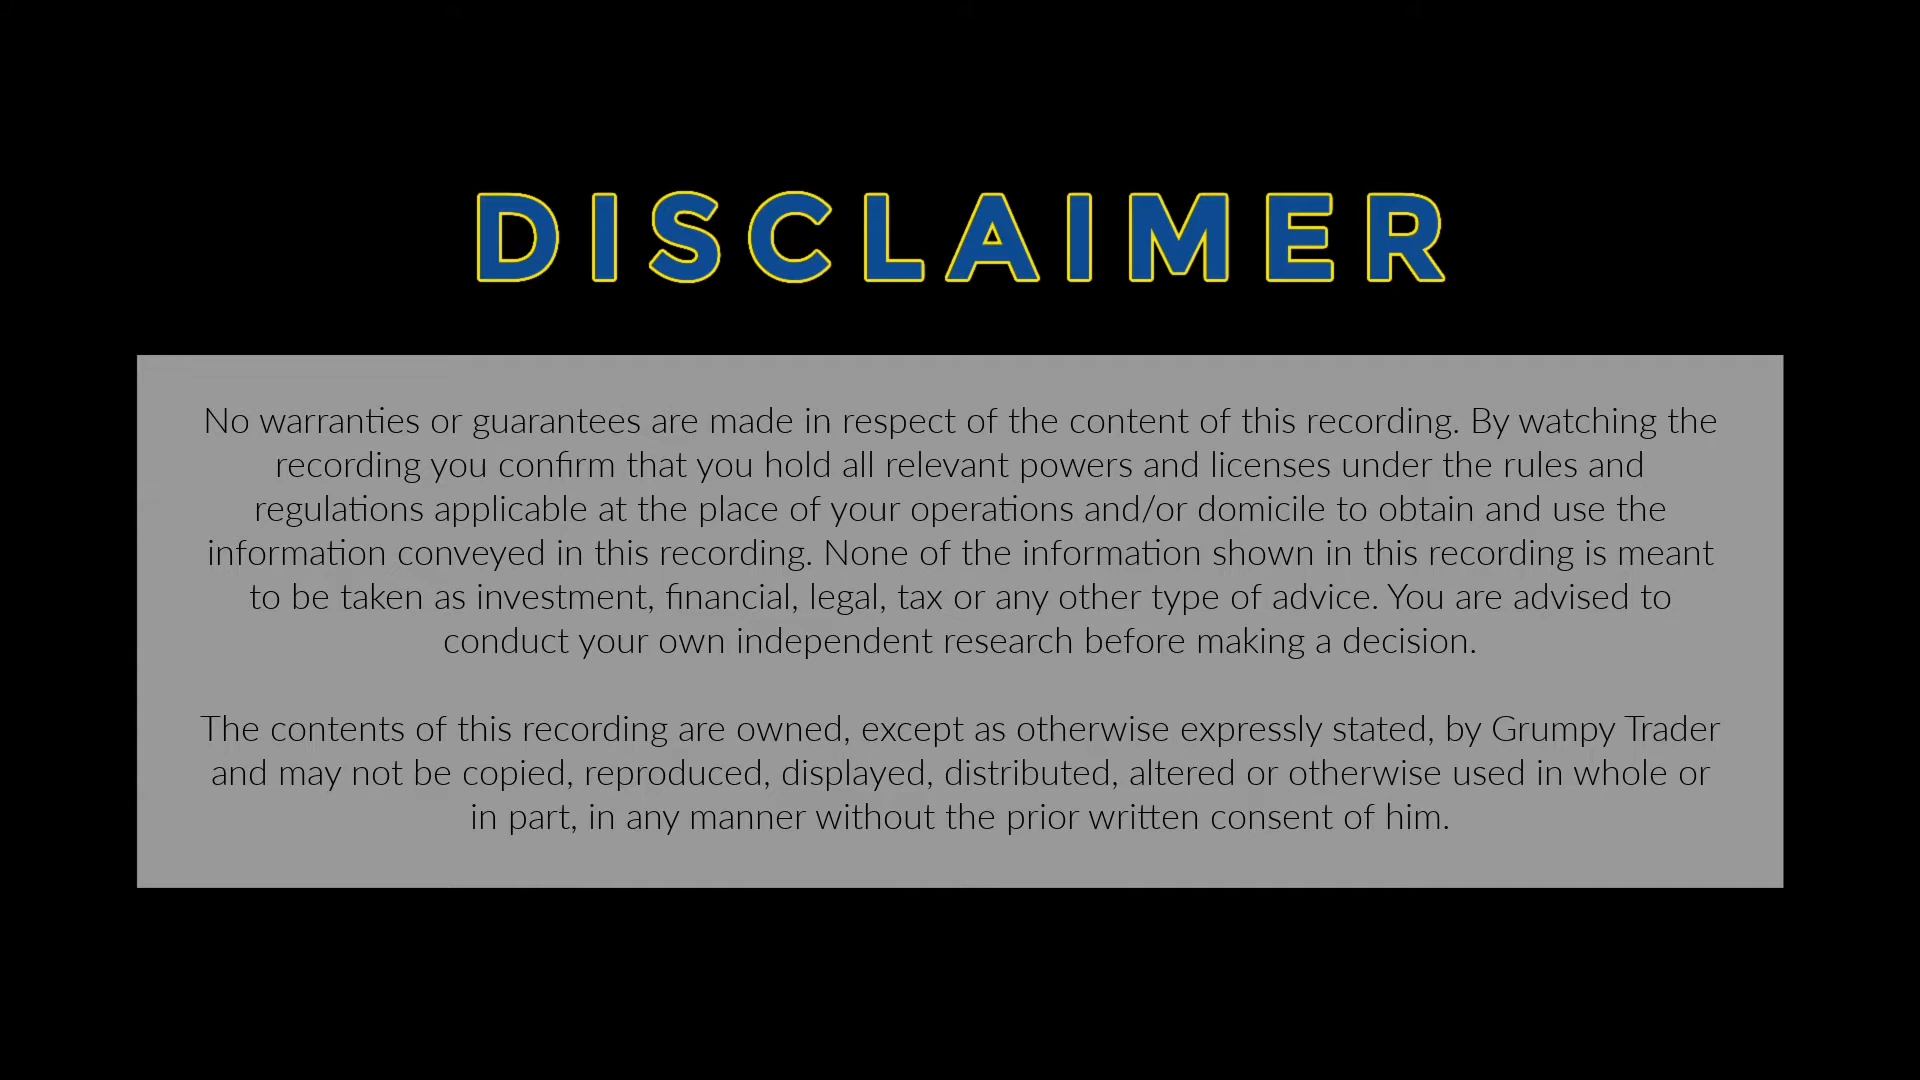 DISCLAIMER
No warranties or guarantees are made in respect of the content of this recording. By watching the
recording you confirm that you hold all relevant powers and licenses under the rules and
regulations applicable at the place of your operations and/or domicile to obtain and use the
information conveyed in this recording. None of the information shown in this recording is meant
to be taken as investment, financial, legal, tax or any other type of advice. You are advised to
conduct your own independent research before making a decision.
The contents of this recording are owned, except as otherwise expressly stated, by Grumpy Trader
and may not be copied, reproduced, displayed, distributed, altered or otherwise used in whole or
in part, in any manner without the prior written consent of him.